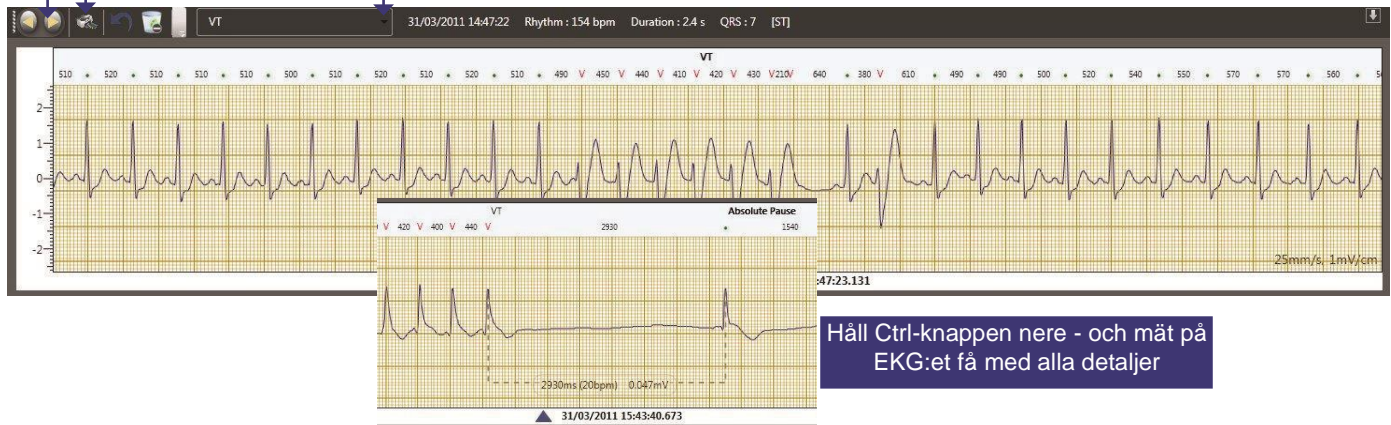 VT 31/03/2011 14:47:22 Rhythm : 154 bpm Duration : 2.4 s QRS : 7 [ST]
VT
510 520 510 510 510 500 510 520 510 520 510 490 V 450 V 440 V 410 V 420 V 430 V 210 V 640 380 V 610 490 490 500 520 540 550 570 570 560
2
1
0
-1
-2
25mm/s, 1mV/cm
:47:23.131
VT Absolute Pause
V 420 V 400 V 440 V 2930 1540
2930ms (20bpm) 0.047mV
31/03/2011 15:43:40.673
Håll Ctrl-knappen nere - och mät på
EKG:et få med alla detaljer